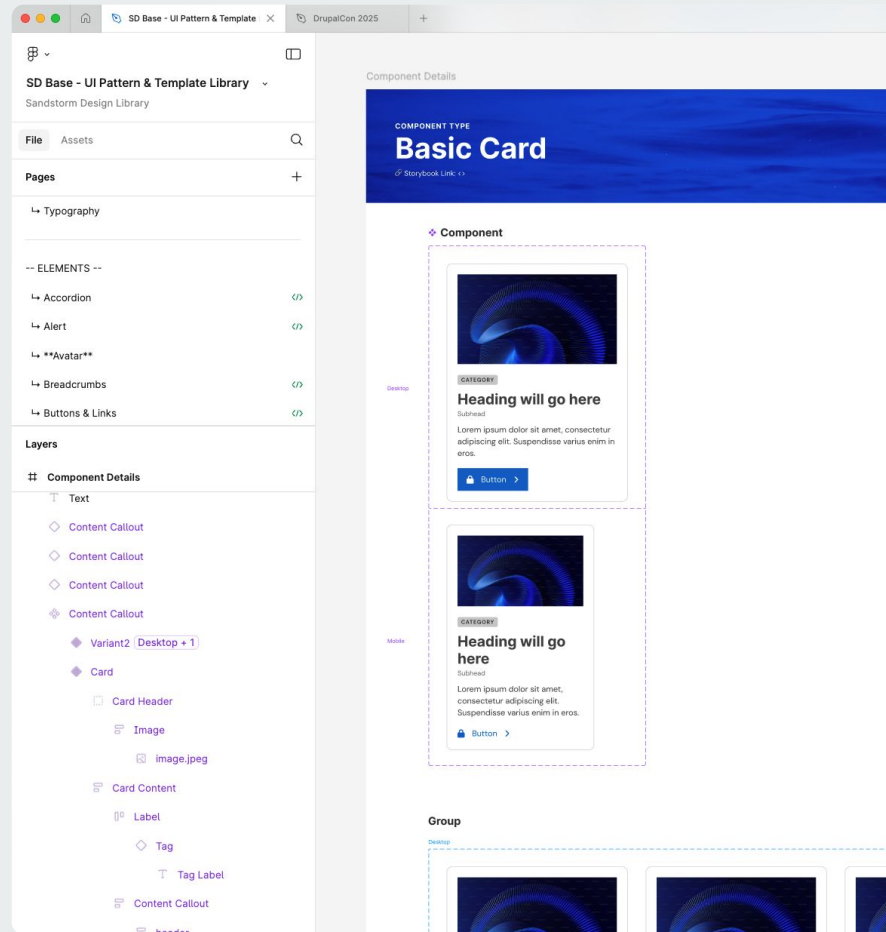 SD Base - UI Pattern & Template
DrupalCon 2025
SD Base - UI Pattern & Template Library
Sandstorm Design Library
File
Assets
Pages
Typography
-- ELEMENTS --
Accordion
Alert
**Avatar**
Breadcrumbs
Buttons & Links
Layers
Component Details
Text
Content Callout
Content Callout
Content Callout
Content Callout
Variant2 Desktop + 1
Card
Card Header
Image
image.jpeg
Card Content
Label
Tag
Tag Label
Content Callout
header
Component Details
COMPONENT TYPE
Basic Card
Storybook Link: <>
Component
Desktop
CATEGORY
Heading will go here
Subhead
Lorem ipsum dolor sit amet, consectetur
adipiscing elit. Suspendisse varius enim in
eros.
Button
Mobile
CATEGORY
Heading will go
here
Subhead
Lorem ipsum dolor sit amet,
consectetur adipiscing elit.
Suspendisse varius enim in eros.
Button
Group
Desktop